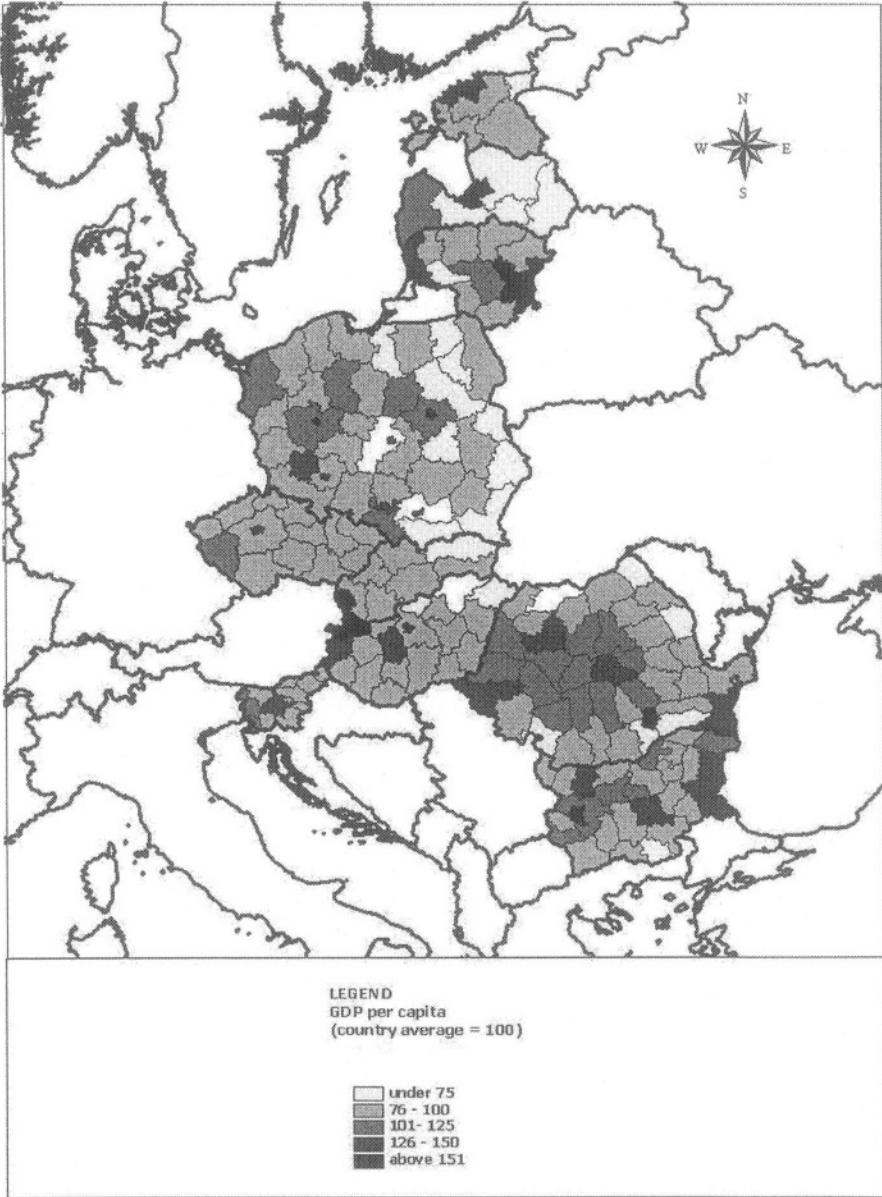 N
W E
S
LEGEND
GDP per capita
(country average = 100)
under 75
76 - 100
101- 125
126 - 150
above 151